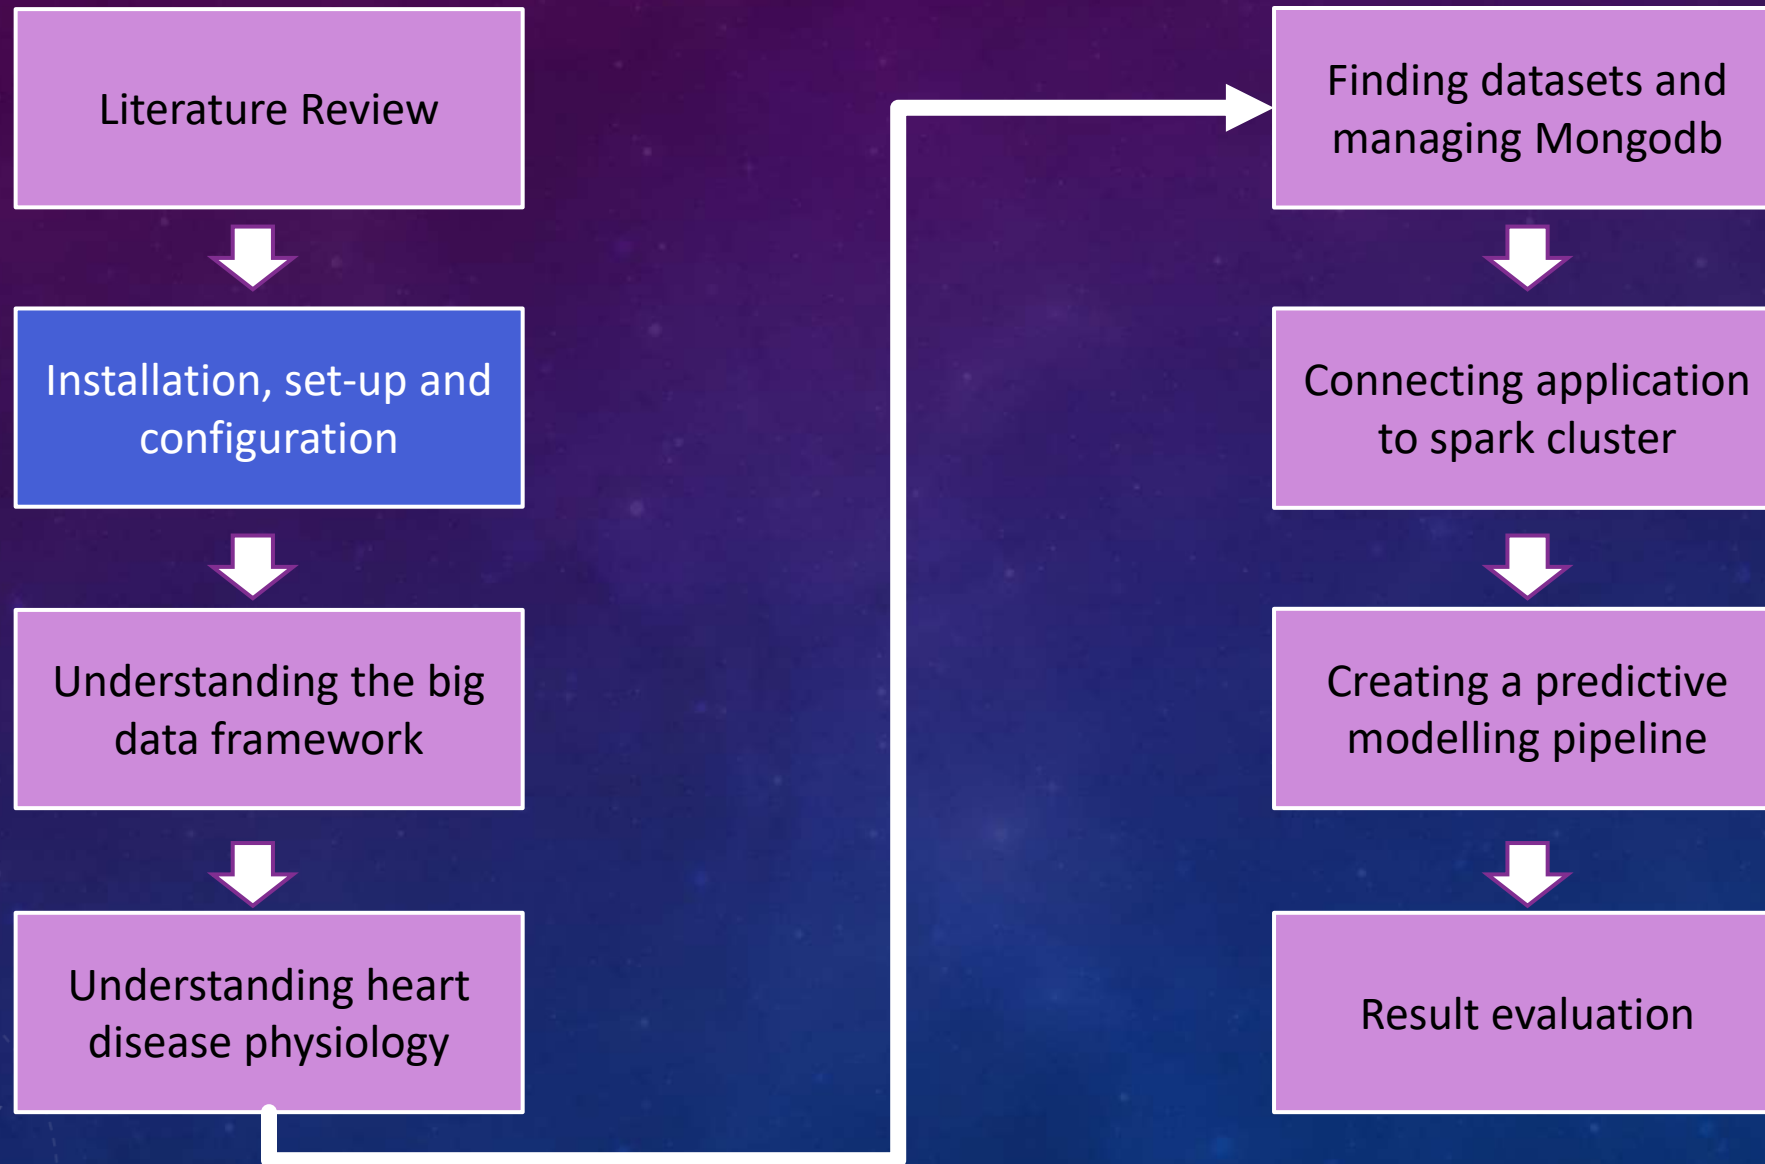 Literature Review
Installation, set-up and
configuration
Understanding the big
data framework
Understanding heart
disease physiology
Finding datasets and
managing Mongodb
Connecting application
to spark cluster
Creating a predictive
modelling pipeline
Result evaluation